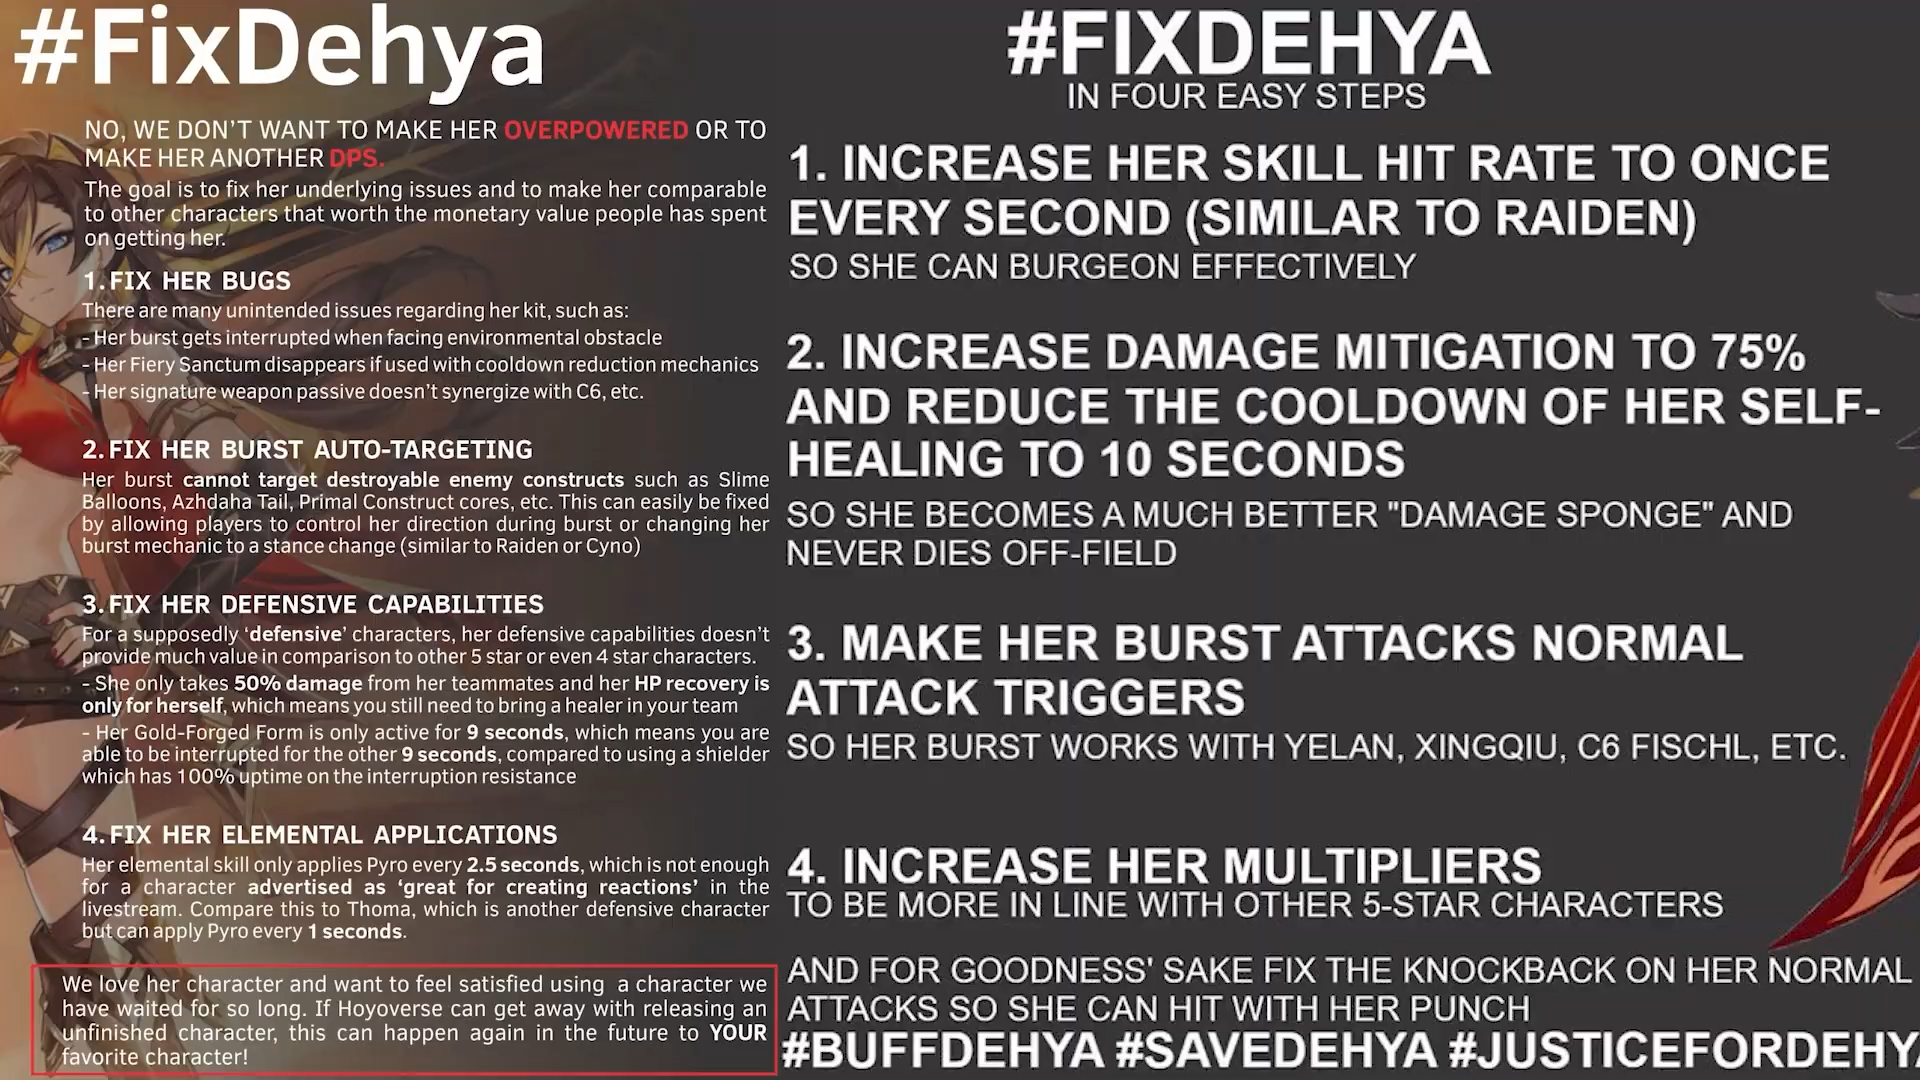 #FixDehya
NO, WE DON'T WANT TO MAKE HER OVERPOWERED OR TO
MAKE HER ANOTHER DPS.
The goal is to fix her underlying issues and to make her comparable
to other characters that worth the monetary value people has spent
on getting her.
1. FIX HER BUGS
There are many unintended issues regarding her kit, such as:
- Her burst gets interrupted when facing environmental obstacle
- Her Fiery Sanctum disappears if used with cooldown reduction mechanics
- Her signature weapon passive doesn't synergize with C6, etc.
2. FIX HER BURST AUTO-TARGETING
Her burst cannot target destroyable enemy constructs such as Slime
Balloons, Azhdaha Tail, Primal Construct cores, etc. This can easily be fixed
by allowing players to control her direction during burst or changing her
burst mechanic to a stance change (similar to Raiden or Cyno)
3. FIX HER DEFENSIVE CAPABILITIES
For a supposedly 'defensive' characters, her defensive capabilities doesn't
provide much value in comparison to other 5 star or even 4 star characters.
- She only takes 50% damage from her teammates and her HP recovery is
only for herself, which means you still need to bring a healer in your team
- Her Gold-Forged Form is only active for 9 seconds, which means you are
able to be interrupted for the other 9 seconds, compared to using a shielder
which has 100% uptime on the interruption resistance
4. FIX HER ELEMENTAL APPLICATIONS
Her elemental skill only applies Pyro every 2.5 seconds, which is not enough
for a character advertised as 'great for creating reactions' in the
livestream. Compare this to Thoma, which is another defensive character
but can apply Pyro every 1 seconds.
We love her character and want to feel satisfied using a character we
have waited for so long. If Hoyoverse can get away with releasing an
unfinished character, this can happen again in the future to YOUR
favorite character!
#FIXDEHYA
IN FOUR EASY STEPS
1. INCREASE HER SKILL HIT RATE TO ONCE
EVERY SECOND (SIMILAR TO RAIDEN)
SO SHE CAN BURGEON EFFECTIVELY
2. INCREASE DAMAGE MITIGATION TO 75%
AND REDUCE THE COOLDOWN OF HER SELF-
HEALING TO 10 SECONDS
SO SHE BECOMES A MUCH BETTER "DAMAGE SPONGE" AND
NEVER DIES OFF-FIELD
3. MAKE HER BURST ATTACKS NORMAL
ATTACK TRIGGERS
SO HER BURST WORKS WITH YELAN, XINGQIU, C6 FISCHL, ETC.
4. INCREASE HER MULTIPLIERS
TO BE MORE IN LINE WITH OTHER 5-STAR CHARACTERS
AND FOR GOODNESS' SAKE FIX THE KNOCKBACK ON HER NORMAL
ATTACKS SO SHE CAN HIT WITH HER PUNCH
#BUFFDEHYA #SAVEDEHYA #JUSTICEFORDEHYA